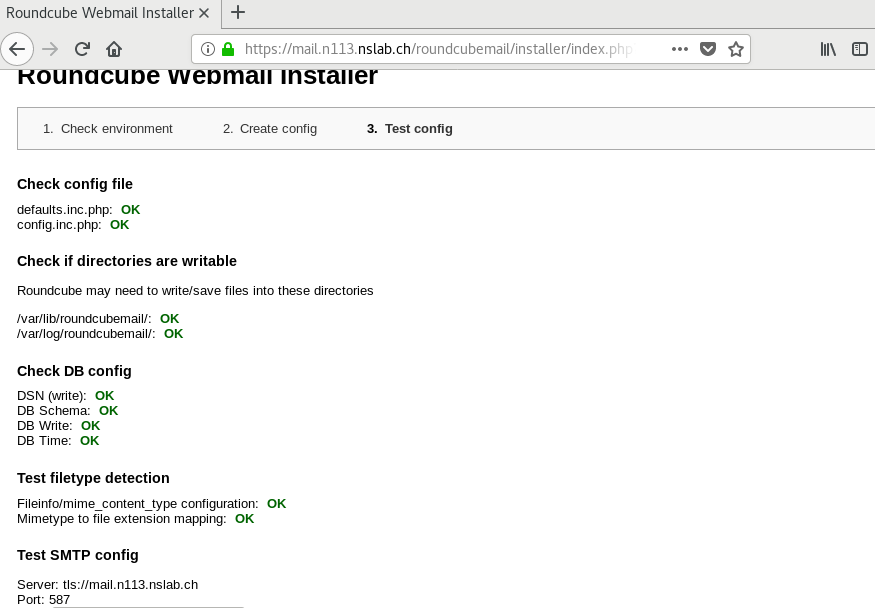 Roundcube Webmail Installer
https://mail.n113.nslab.ch/roundcubemail/installer/index.php
Roundcube Webmail Installer
1. Check environment 2. Create config 3. Test config
Check config file
defaults.inc.php: OK
config.inc.php: OK
Check if directories are writable
Roundcube may need to write/save files into these directories
/var/lib/roundcubemail/: OK
/var/log/roundcubemail/: OK
Check DB config
DSN (write): OK
DB Schema: OK
DB Write: OK
DB Time: OK
Test filetype detection
Fileinfo/mime_content_type configuration: OK
Mimetype to file extension mapping: OK
Test SMTP config
Server: tls://mail.n113.nslab.ch
Port: 587